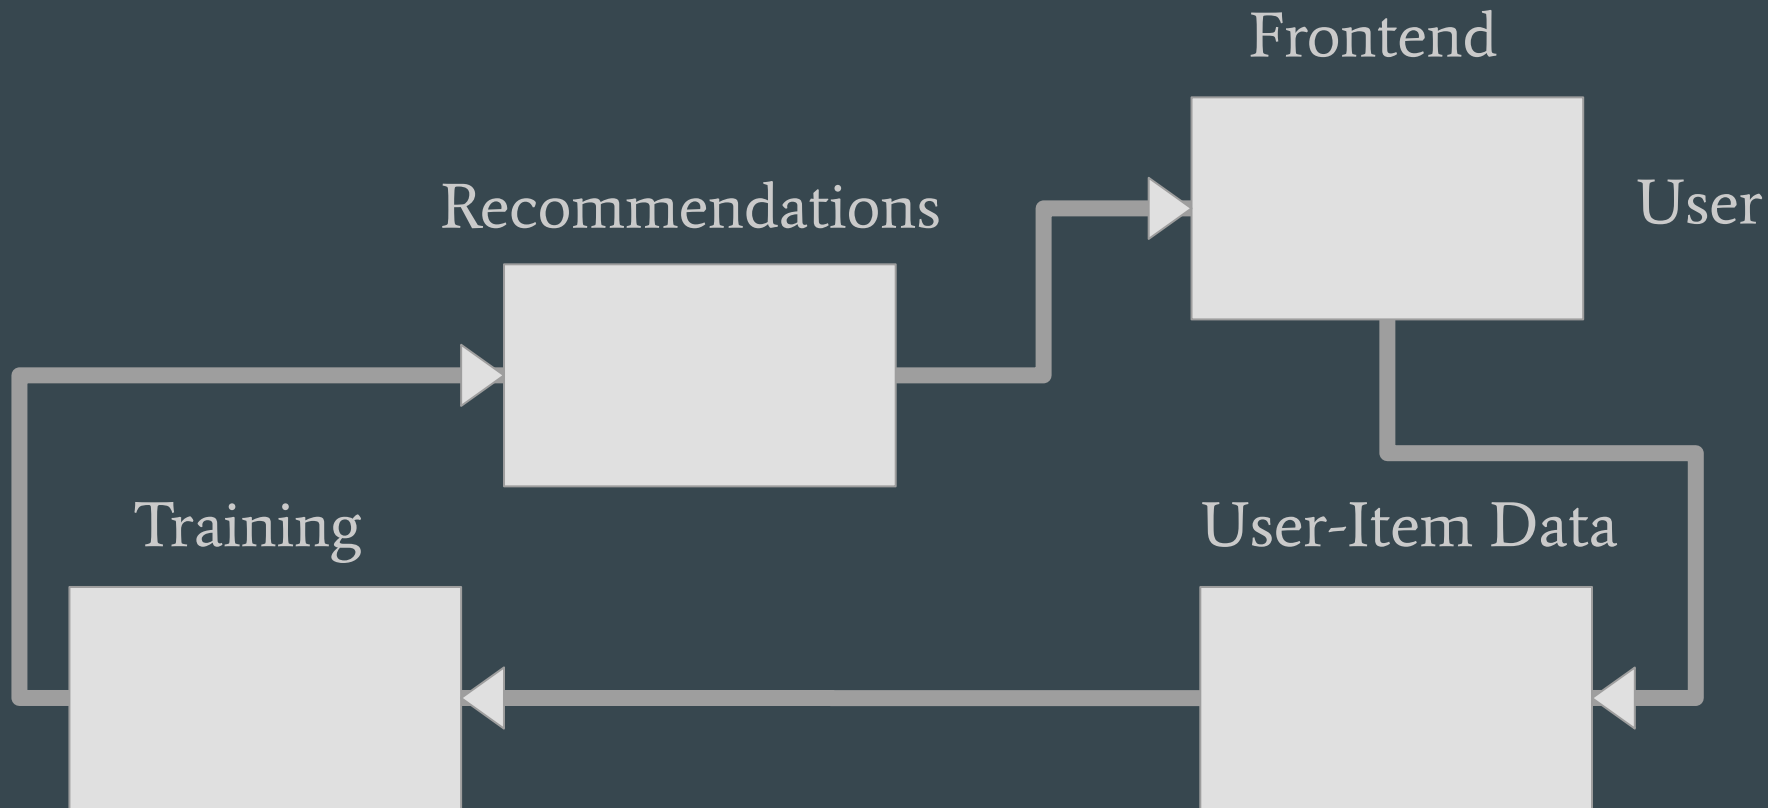 Frontend
Recommendations
User
Training
User-Item Data